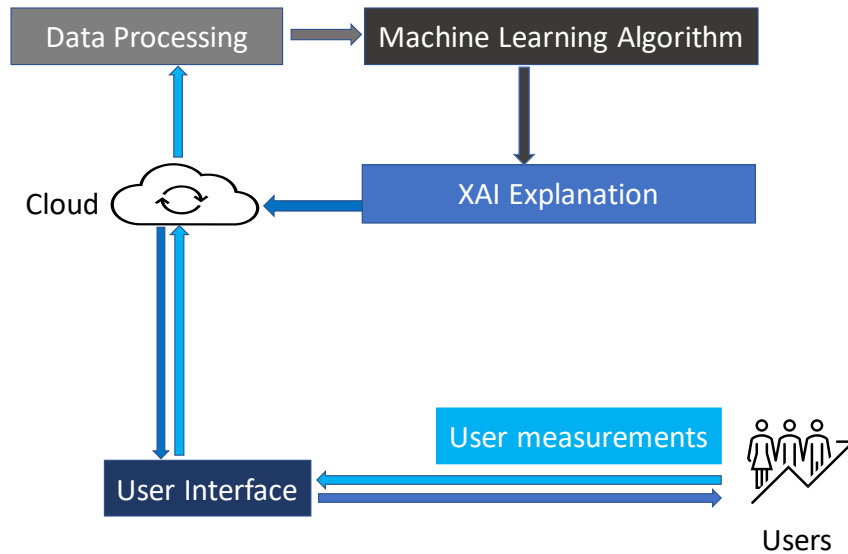 Data Processing
Machine Learning Algorithm
Cloud
XAI Explanation
User measurements
User Interface
Users